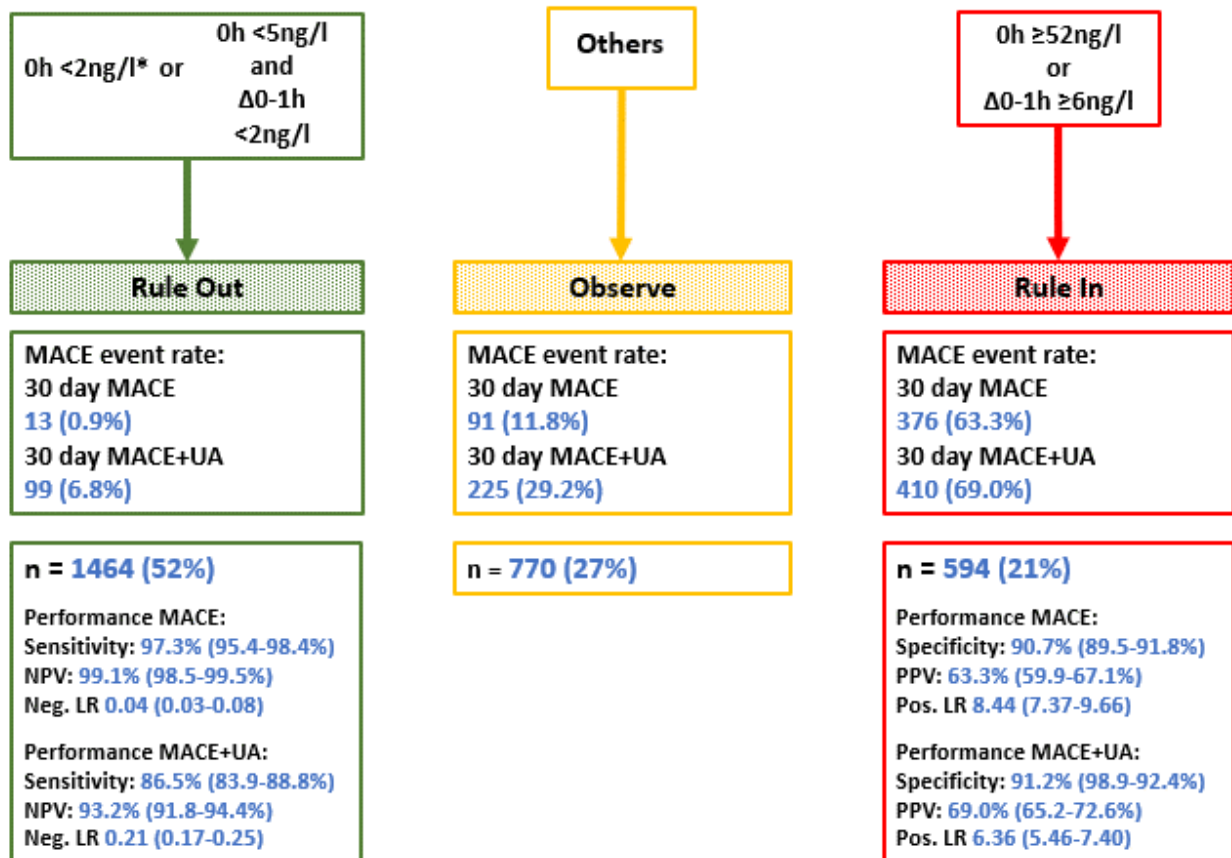 0h <2ng/l* or
0h <5ng/l
and
Δ0-1h
<2ng/l
Others
0h ≥52ng/l
or
Δ0-1h ≥6ng/l
Rule Out
Observe
Rule In
MACE event rate:
30 day MACE
13 (0.9%)
30 day MACE+UA
99 (6.8%)
MACE event rate:
30 day MACE
91 (11.8%)
30 day MACE+UA
225 (29.2%)
MACE event rate:
30 day MACE
376 (63.3%)
30 day MACE+UA
410 (69.0%)
n = 1464 (52%)
Performance MACE:
Sensitivity: 97.3% (95.4-98.4%)
NPV: 99.1% (98.5-99.5%)
Neg. LR 0.04 (0.03-0.08)
Performance MACE+UA:
Sensitivity: 86.5% (83.9-88.8%)
NPV: 93.2% (91.8-94.4%)
Neg. LR 0.21 (0.17-0.25)
n = 770 (27%)
n = 594 (21%)
Performance MACE:
Specificity: 90.7% (89.5-91.8%)
PPV: 63.3% (59.9-67.1%)
Pos. LR 8.44 (7.37-9.66)
Performance MACE+UA:
Specificity: 91.2% (98.9-92.4%)
PPV: 69.0% (65.2-72.6%)
Pos. LR 6.36 (5.46-7.40)